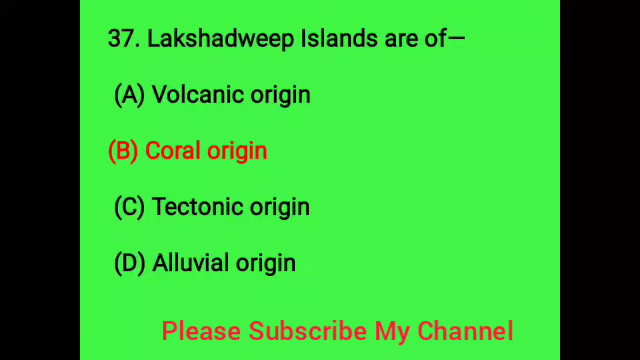 37. Lakshadweep Islands are of—
(A) Volcanic origin
(B) Coral origin
(C) Tectonic origin
(D) Alluvial origin
Please Subscribe My Channel